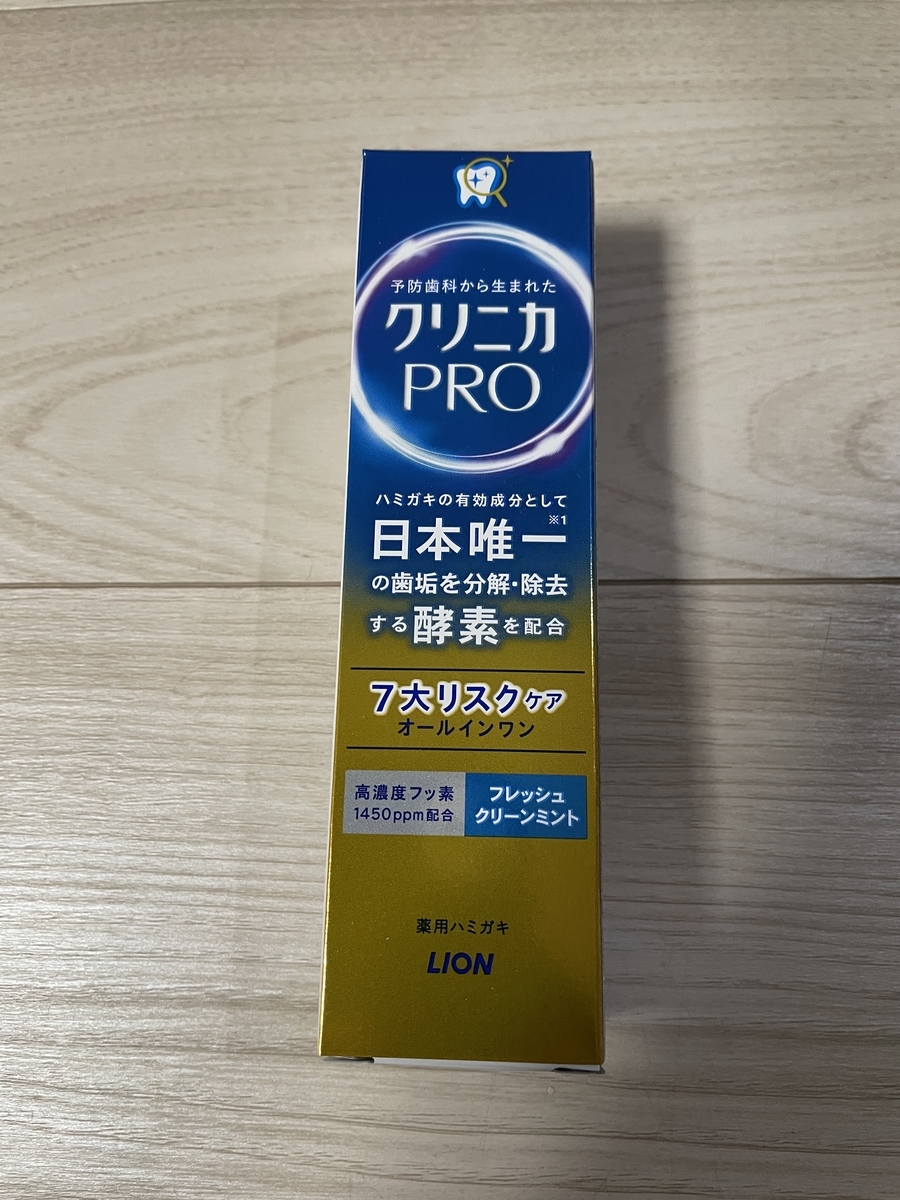 予防歯科から生まれた
クリニカ
PRO
ハミガキの有効成分として
日本唯一※1
の歯垢を分解・除去
する酵素を配合
7大リスクケア
オールインワン
高濃度フッ素
1450ppm配合
フレッシュ
クリーンミント
薬用ハミガキ
LION